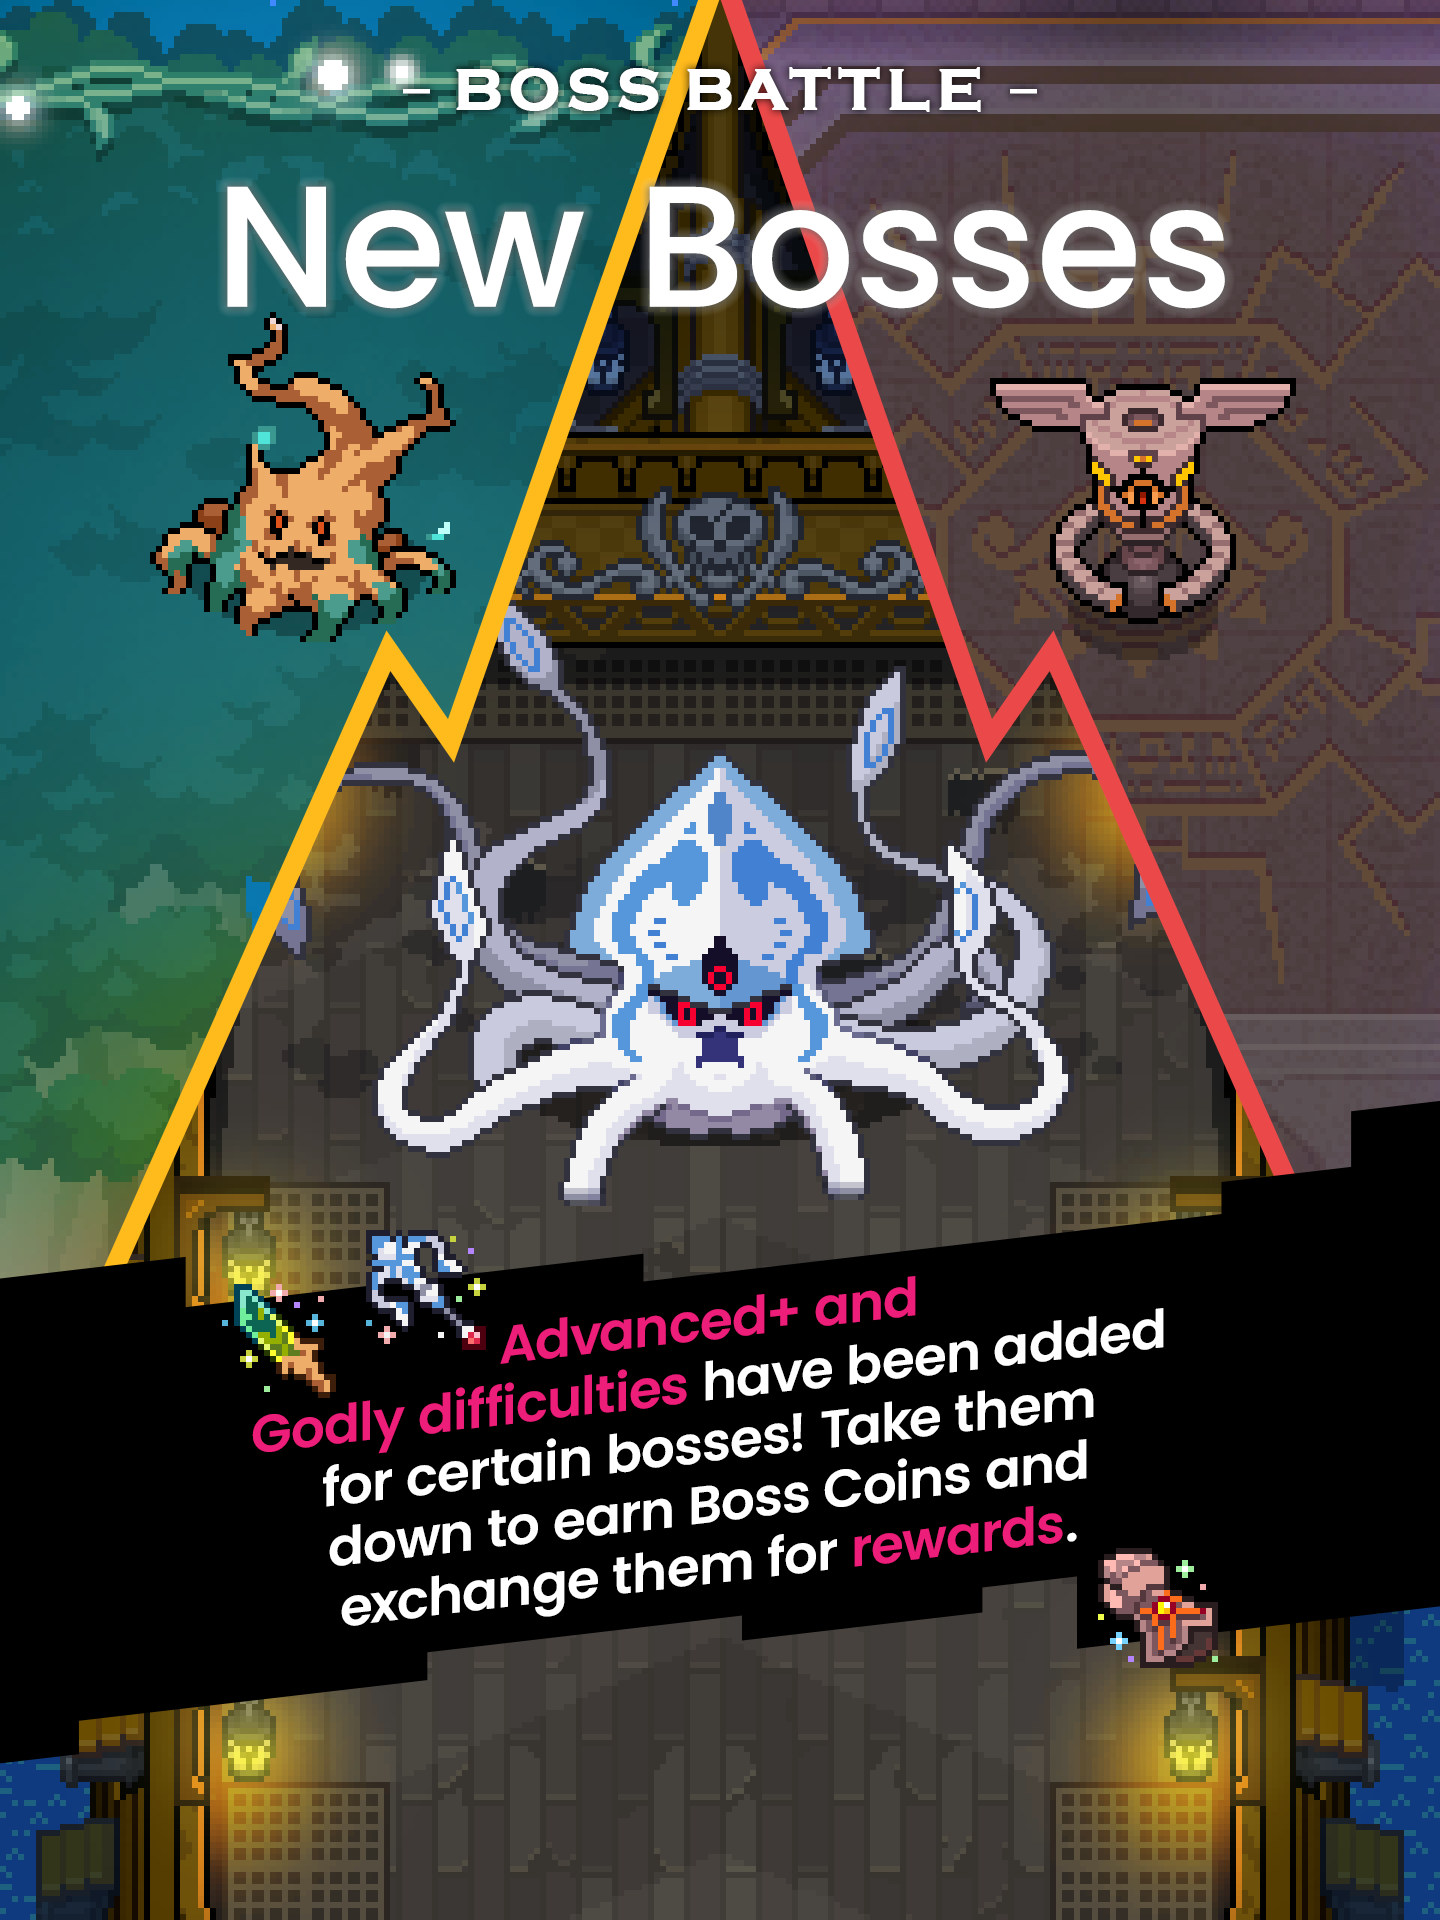 – BOSS BATTLE –
New Bosses
Advanced+ and
Godly difficulties have been added
for certain bosses! Take them
down to earn Boss Coins and
exchange them for rewards.